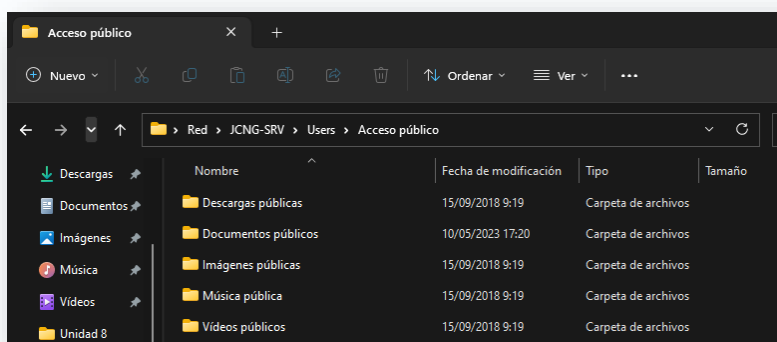 Acceso público
Nuevo Ordenar Ver
Red > JCNG-SRV > Users > Acceso público
Nombre Fecha de modificación Tipo Tamaño
Descargas
Descargas públicas 15/09/2018 9:19 Carpeta de archivos
Documentos
Documentos públicos 10/05/2023 17:20 Carpeta de archivos
Imágenes
Imágenes públicas 15/09/2018 9:19 Carpeta de archivos
Música
Música pública 15/09/2018 9:19 Carpeta de archivos
Vídeos
Vídeos públicos 15/09/2018 9:19 Carpeta de archivos
Unidad 8